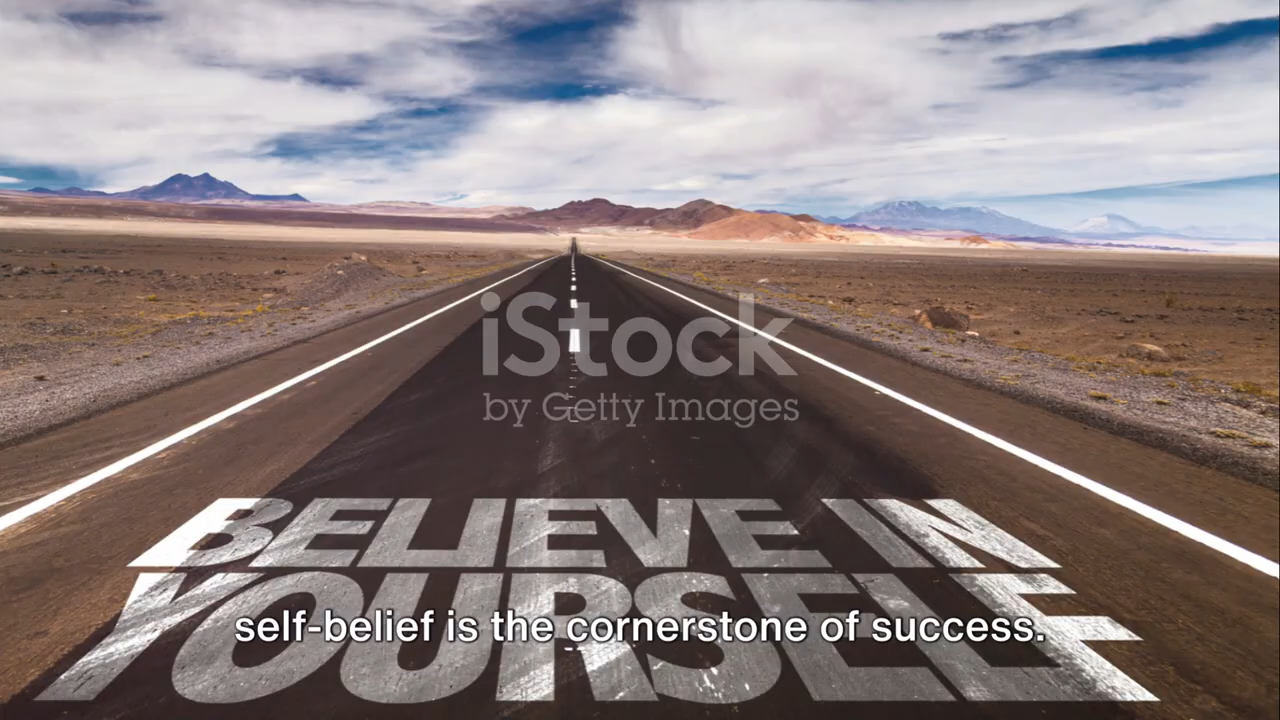 iStock
by Getty Images
BELIEVE IN
YOURSELF
self-belief is the cornerstone of success.